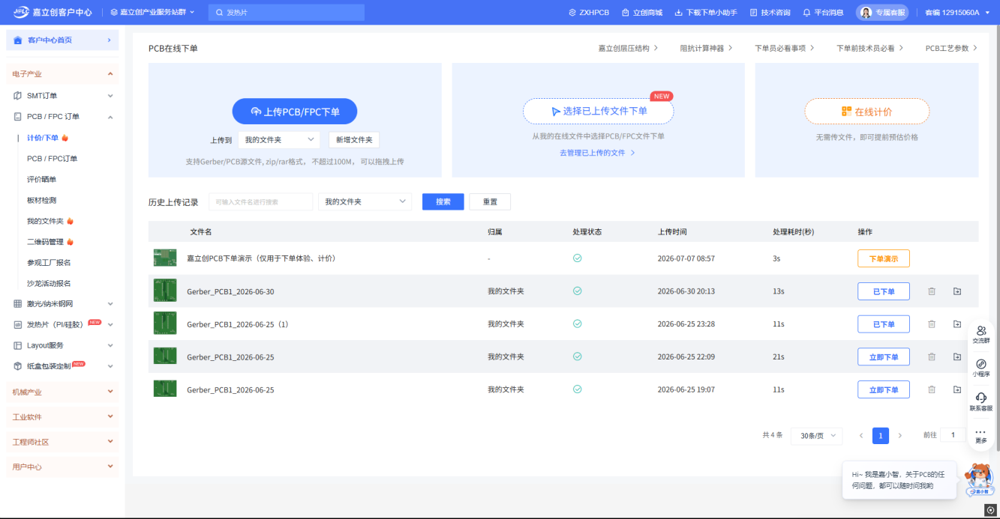 嘉立创客户中心 嘉立创产业服务站群 发热片 ZXHPCB 立创商城 下载下单小助手 技术咨询 平台消息 专属客服 客编 12915060A
客户中心首页
电子产业
SMT订单
PCB / FPC 订单
计价/下单
PCB / FPC订单
评价晒单
板材检测
我的文件夹
二维码管理
参观工厂报名
沙龙活动报名
激光/纳米钢网
发热片（PI/硅胶） NEW
Layout服务
纸盒包装定制 NEW
机械产业
工业软件
工程师社区
用户中心
PCB在线下单 嘉立创层压结构 阻抗计算神器 下单员必看事项 下单前技术员必看 PCB工艺参数
上传PCB/FPC下单
上传到 我的文件夹 新增文件夹
支持Gerber/PCB源文件, zip/rar格式， 不超过100M， 可以拖拽上传
NEW
选择已上传文件下单
从我的在线文件中选择PCB/FPC文件下单
去管理已上传的文件
在线计价
无需传文件，即可提前预估价格
历史上传记录 可输入文件名进行搜索 我的文件夹 搜索 重置
文件名 归属 处理状态 上传时间 处理耗时(秒) 操作
嘉立创PCB下单演示（仅用于下单体验、计价） - 2026-07-07 08:57 3s 下单演示
Gerber_PCB1_2026-06-30 我的文件夹 2026-06-30 20:13 13s 已下单
Gerber_PCB1_2026-06-25（1） 我的文件夹 2026-06-25 23:28 11s 已下单
Gerber_PCB1_2026-06-25 我的文件夹 2026-06-25 22:09 21s 立即下单
Gerber_PCB1_2026-06-25 我的文件夹 2026-06-25 19:07 11s 立即下单
共 4 条 30条/页 1 前往 1
交流群
小程序
联系客服
更多
Hi~ 我是嘉小智，关于PCB的任
何问题，都可以随时问我哟
嘉小智